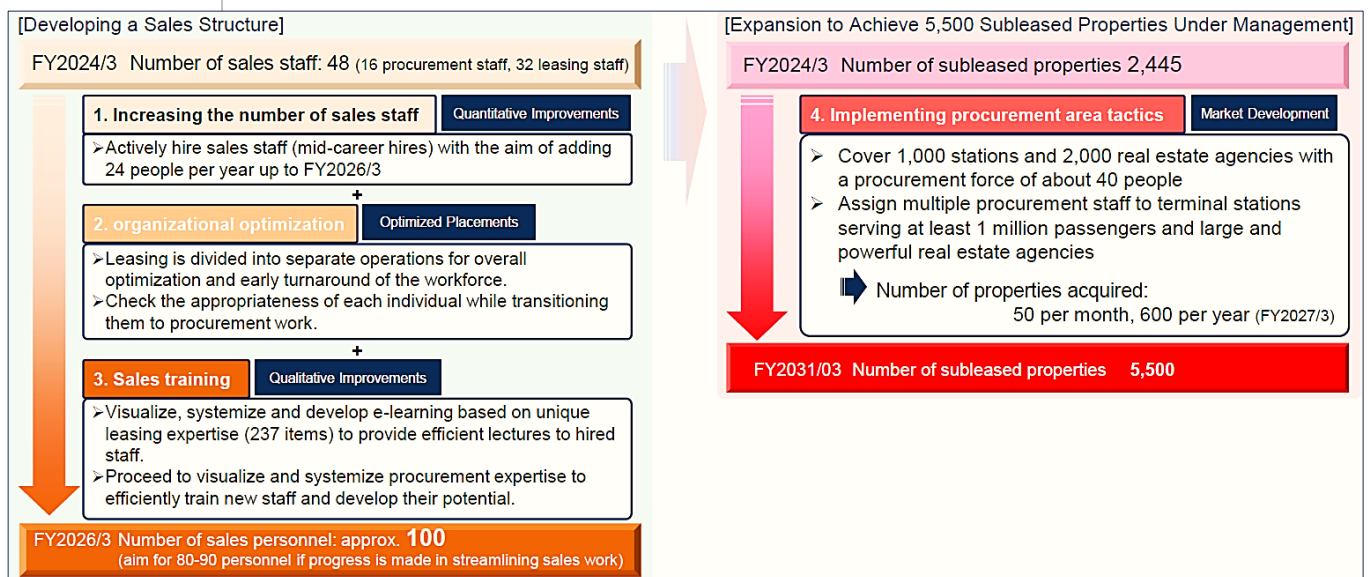 [Developing a Sales Structure]
FY2024/3 Number of sales staff: 48 (16 procurement staff, 32 leasing staff)
1. Increasing the number of sales staff
Quantitative Improvements
➢Actively hire sales staff (mid-career hires) with the aim of adding
24 people per year up to FY2026/3
+
2. organizational optimization
Optimized Placements
➢Leasing is divided into separate operations for overall
optimization and early turnaround of the workforce.
➢Check the appropriateness of each individual while transitioning
them to procurement work.
+
3. Sales training
Qualitative Improvements
➢Visualize, systemize and develop e-learning based on unique
leasing expertise (237 items) to provide efficient lectures to hired
staff.
➢Proceed to visualize and systemize procurement expertise to
efficiently train new staff and develop their potential.
FY2026/3 Number of sales personnel: approx. 100
(aim for 80-90 personnel if progress is made in streamlining sales work)
[Expansion to Achieve 5,500 Subleased Properties Under Management]
FY2024/3 Number of subleased properties 2,445
4. Implementing procurement area tactics
Market Development
➢ Cover 1,000 stations and 2,000 real estate agencies with
a procurement force of about 40 people
➢ Assign multiple procurement staff to terminal stations
serving at least 1 million passengers and large and
powerful real estate agencies
Number of properties acquired:
50 per month, 600 per year (FY2027/3)
FY2031/03 Number of subleased properties 5,500